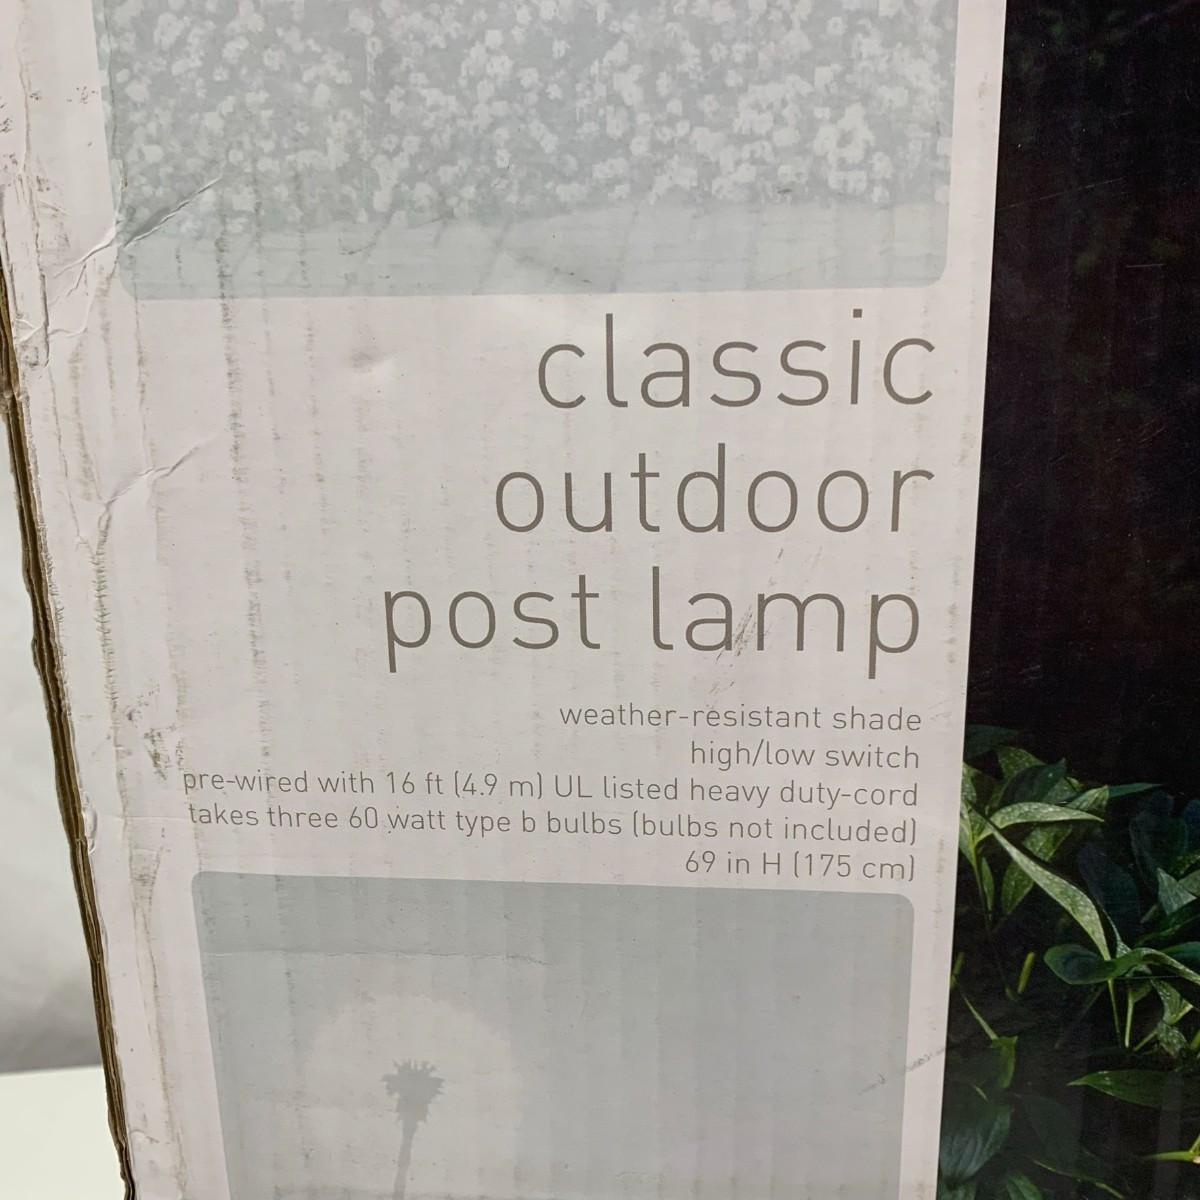 classic
outdoor
post lamp
weather-resistant shade
high/low switch
pre-wired with 16 ft (4.9 m) UL listed heavy duty-cord
takes three 60 watt type b bulbs (bulbs not included)
69 in H (175 cm)